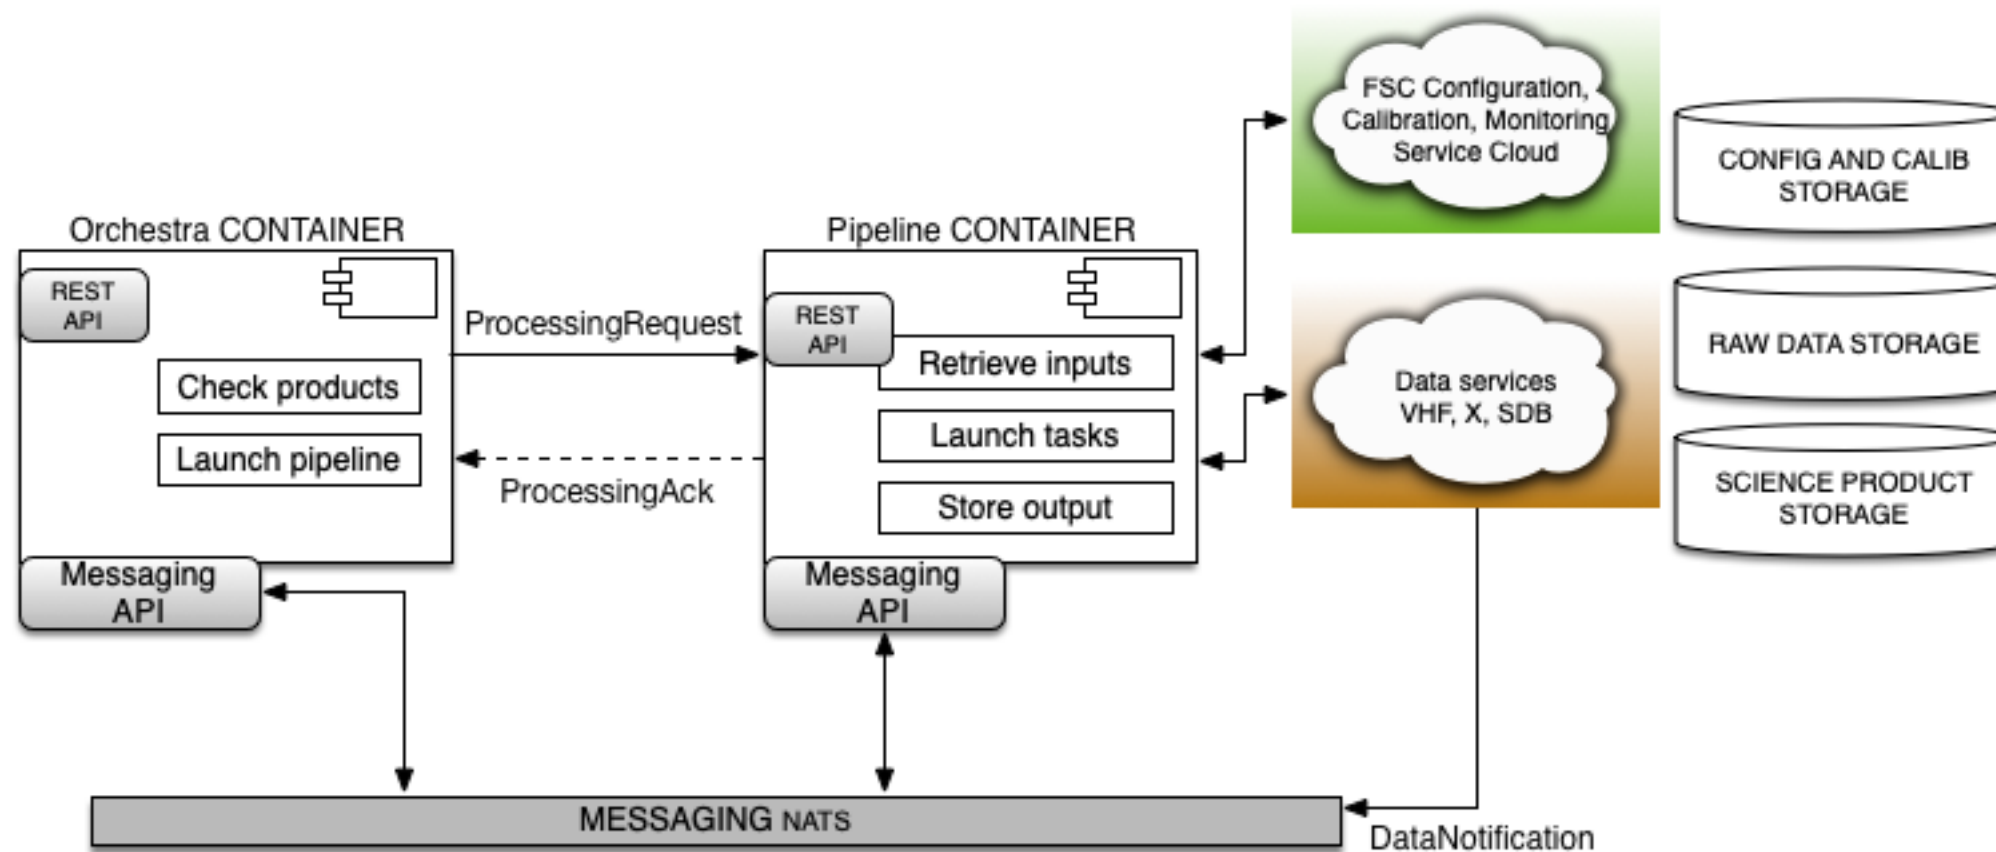 FSC Configuration,
Calibration, Monitoring
Service Cloud
CONFIG AND CALIB
STORAGE
Orchestra CONTAINER
REST
API
Check products
Launch pipeline
Messaging
API
ProcessingRequest
ProcessingAck
Pipeline CONTAINER
REST
API
Retrieve inputs
Launch tasks
Store output
Messaging
API
Data services
VHF, X, SDB
RAW DATA STORAGE
SCIENCE PRODUCT
STORAGE
MESSAGING NATS
DataNotification